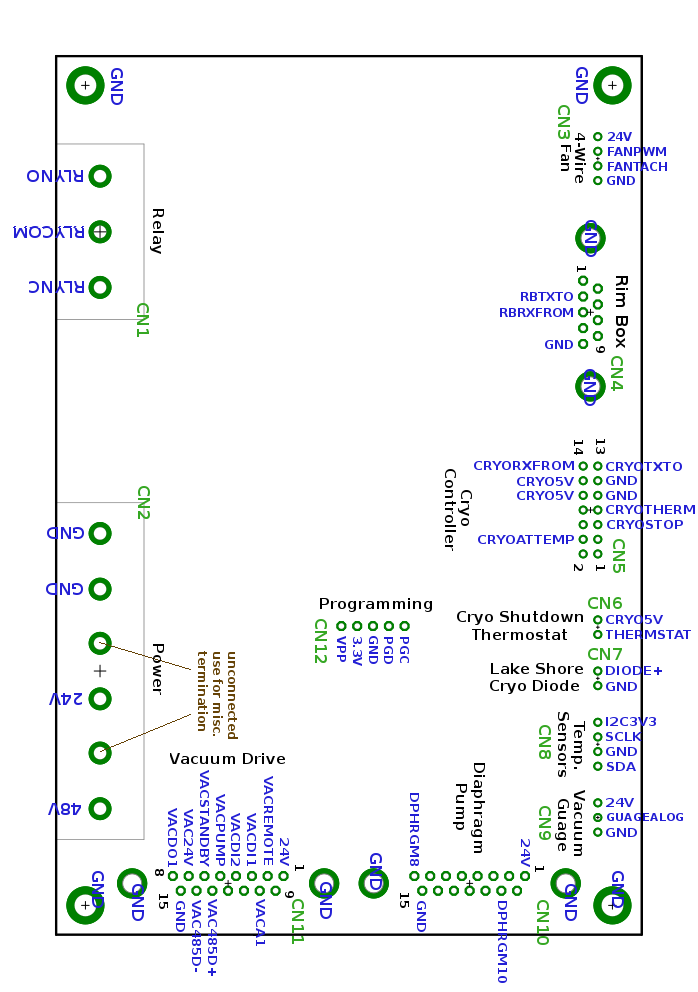 GND
GND
CN3
4-Wire
Fan
24V
FANPWM
FANTACH
GND
RLYNO
RLYCOM
RLYNC
Relay
CN1
GND
1
RBTXTO
RBRXFROM
GND
9
Rim Box
CN4
GND
14
13
CRYORXFROM
CRYOTXTO
CRYO5V
GND
CRYO5V
GND
CRYOTHERM
CRYOSTOP
CRYOATTEMP
2
1
Cryo
Controller
CN5
CN2
GND
GND
24V
48V
Power
unconnected
use for misc.
termination
Programming
CN12
VPP
3.3V
GND
PGD
PGC
CN6
Cryo Shutdown
Thermostat
CRYO5V
THERMSTAT
CN7
Lake Shore
Cryo Diode
DIODE+
GND
Temp.
Sensors
CN8
I2C3V3
SCLK
GND
SDA
Vacuum
Guage
CN9
24V
GUAGEALOG
GND
Vacuum Drive
8
VACDO1
VAC24V
VACSTANDBY
VACPUMP
VACDI2
VACDI1
VACREMOTE
24V
1
15
GND
VAC485D-
VAC485D+
VACA1
9
CN11
GND
GND
GND
GND
Diaphragm
Pump
DPHRGM8
24V
1
15
GND
DPHRGM10
CN10
GND
GND